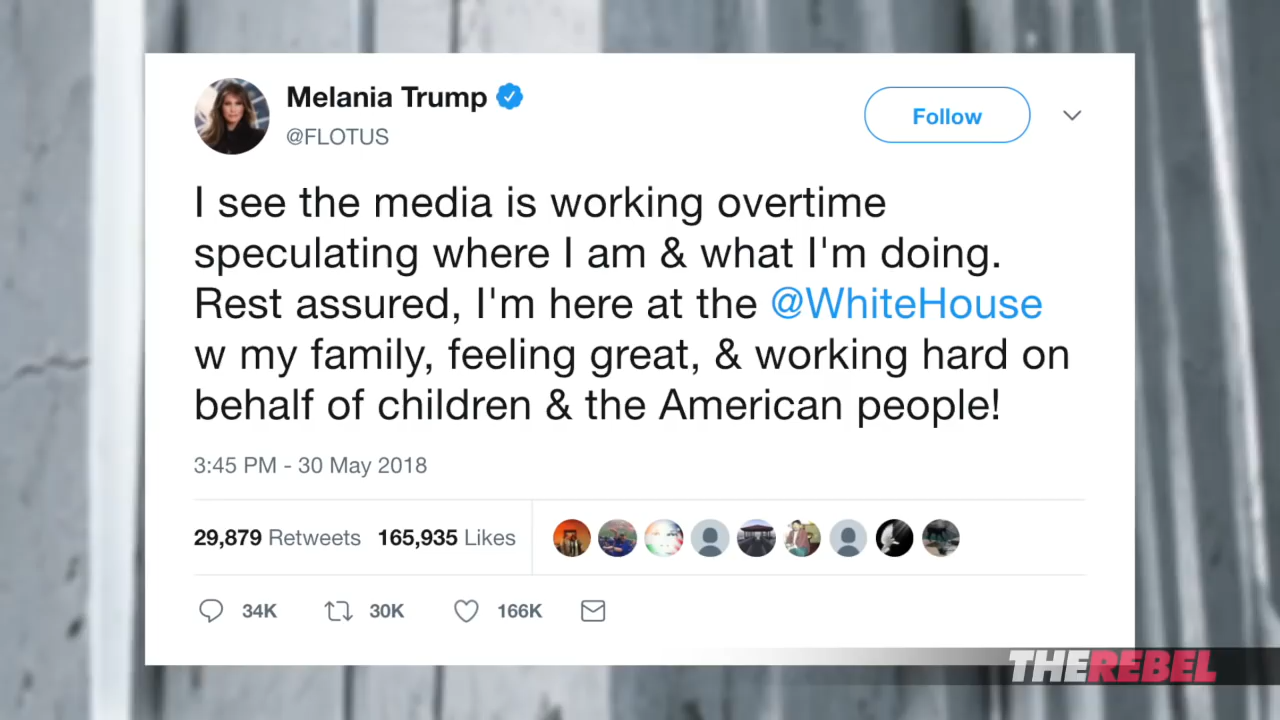 Melania Trump
@FLOTUS
Follow
I see the media is working overtime
speculating where I am & what I'm doing.
Rest assured, I'm here at the @WhiteHouse
w my family, feeling great, & working hard on
behalf of children & the American people!
3:45 PM - 30 May 2018
29,879 Retweets 165,935 Likes
34K 30K 166K
THEREBEL